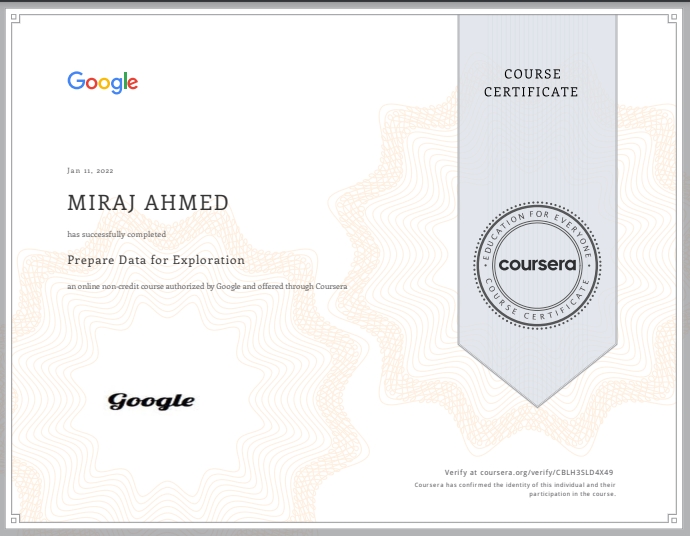 Google
COURSE
CERTIFICATE
Jan 11, 2022
MIRAJ AHMED
has successfully completed
Prepare Data for Exploration
an online non-credit course authorized by Google and offered through Coursera
EDUCATION FOR EVERYONE
coursera
COURSE CERTIFICATE
Google
Verify at coursera.org/verify/CBLH3SLD4X49
Coursera has confirmed the identity of this individual and their
participation in the course.